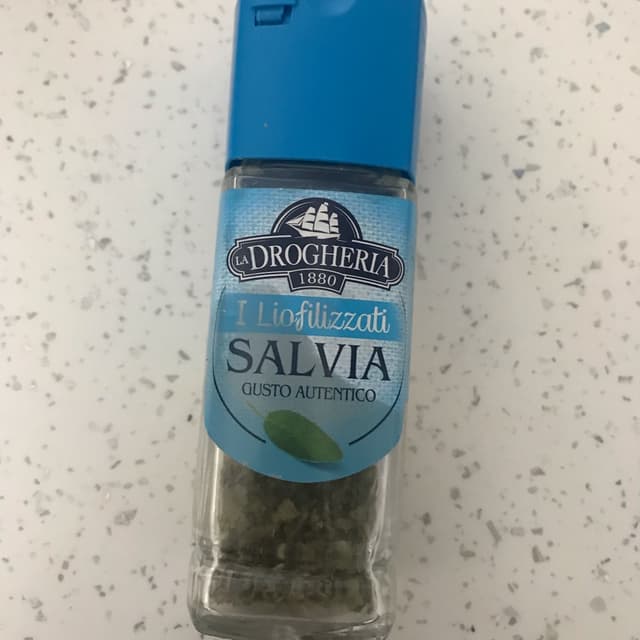 LA DROGHERIA
1880
I Liofilizzati
SALVIA
GUSTO AUTENTICO